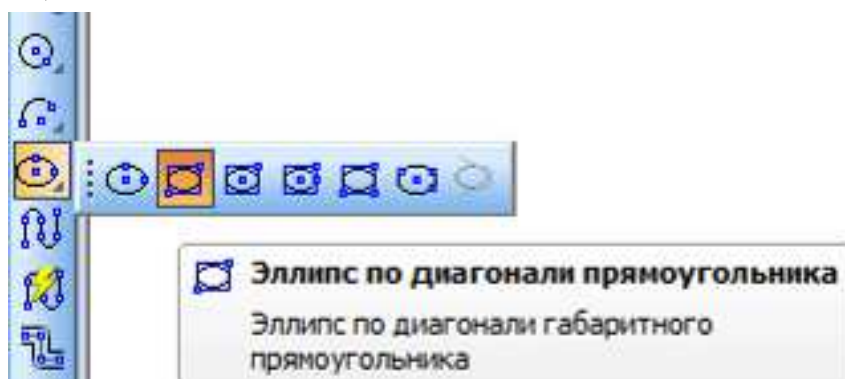 Эллипс по диагонали прямоугольника
Эллипс по диагонали габаритного
прямоугольника